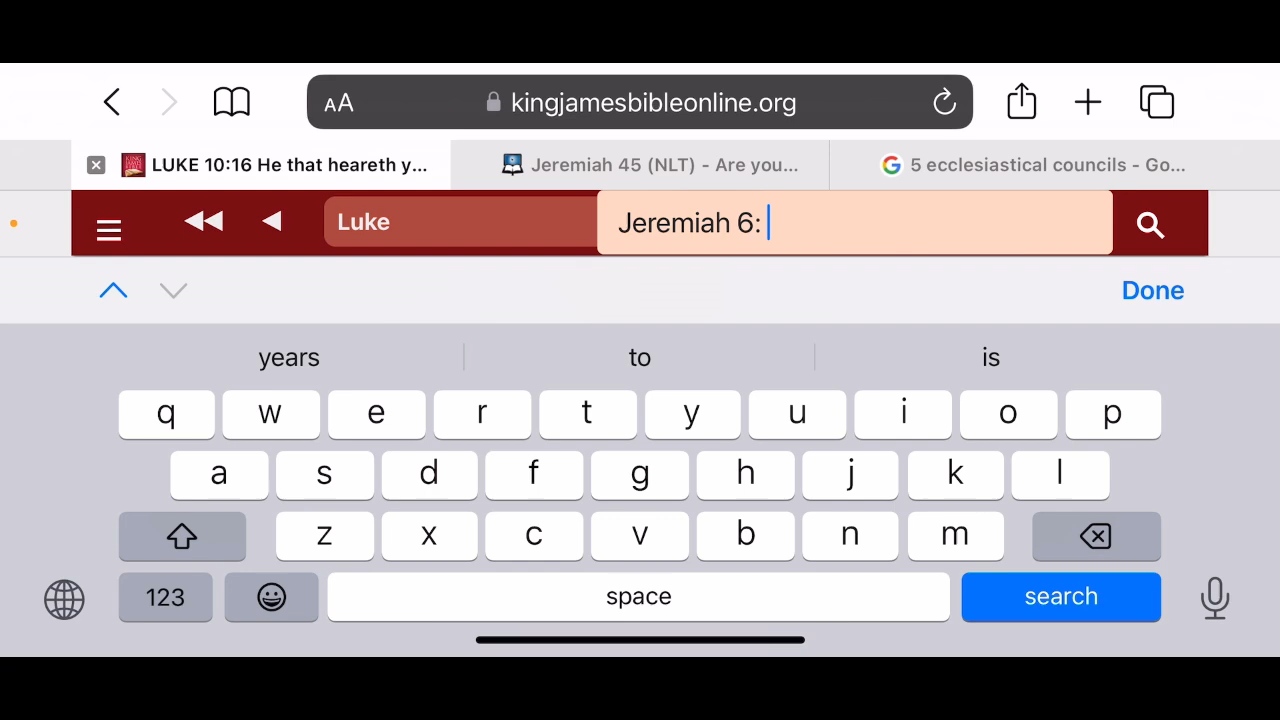 AA kingjamesbibleonline.org
LUKE 10:16 He that heareth y... Jeremiah 45 (NLT) - Are you... 5 ecclesiastical councils - Go...
Luke Jeremiah 6:
Done
years to is
q w e r t y u i o p
a s d f g h j k l
z x c v b n m
123 space search